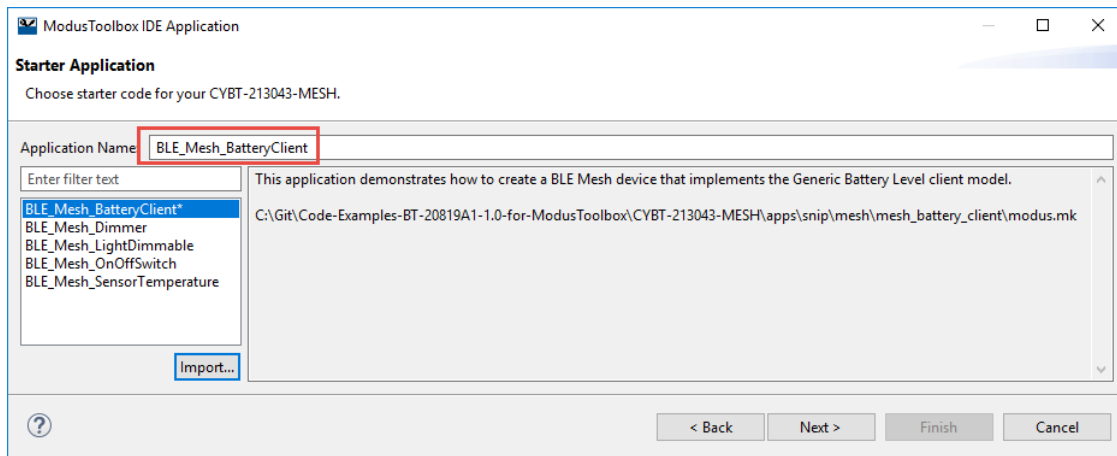 ModusToolbox IDE Application
Starter Application
Choose starter code for your CYBT-213043-MESH.
Application Name: BLE_Mesh_BatteryClient
Enter filter text
BLE_Mesh_BatteryClient*
BLE_Mesh_Dimmer
BLE_Mesh_LightDimmable
BLE_Mesh_OnOffSwitch
BLE_Mesh_SensorTemperature
Import...
This application demonstrates how to create a BLE Mesh device that implements the Generic Battery Level client model.
C:\Git\Code-Examples-BT-20819A1-1.0-for-ModusToolbox\CYBT-213043-MESH\apps\snip\mesh\mesh_battery_client\modus.mk
?
< Back
Next >
Finish
Cancel